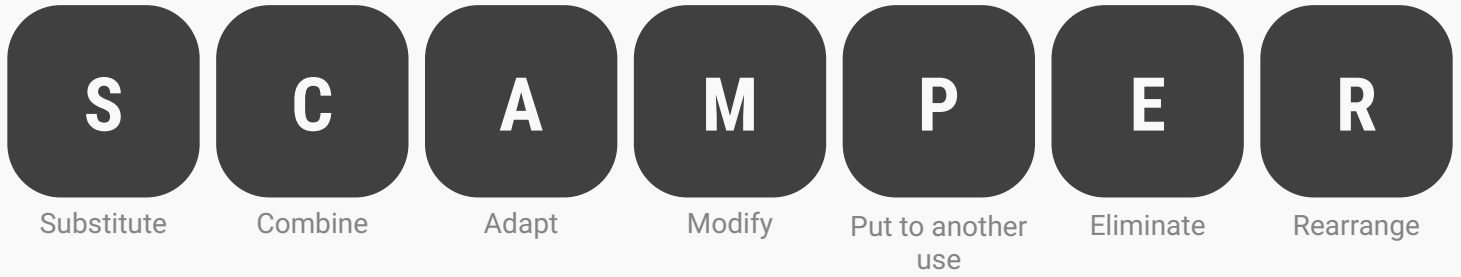 S C A M P E R
Substitute Combine Adapt Modify Put to another use Eliminate Rearrange